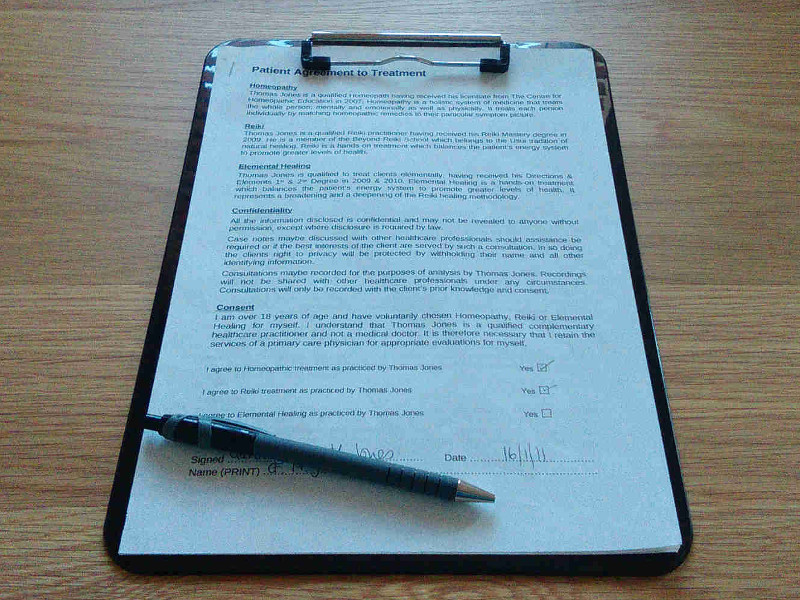 Patient Agreement to Treatment
Homeopathy
Thomas Jones is a qualified Homeopath having received his licentiate from The Centre for
Homeopathic Education in 2007. Homeopathy is a holistic system of medicine that treats
the whole person; mentally and emotionally as well as physically. It treats each person
individually by matching homeopathic remedies to their particular symptom picture.
Reiki
Thomas Jones is a qualified Reiki practitioner having received his Reiki Mastery degree in
2009. He is a member of the Beyond Reiki School which belongs to the Usui tradition of
natural healing. Reiki is a hands on treatment which balances the patient's energy system
to promote greater levels of health.
Elemental Healing
Thomas Jones is qualified to treat clients elementally, having received his Directions &
Elements 1st & 2nd Degree in 2009 & 2010. Elemental Healing is a hands-on treatment
which balances the patient's energy system to promote greater levels of health. It
represents a broadening and a deepening of the Reiki healing methodology.
Confidentiality
All the information disclosed is confidential and may not be revealed to anyone without
permission, except where disclosure is required by law.
Case notes maybe discussed with other healthcare professionals should assistance be
required or if the best interests of the client are served by such a consultation. In so doing
the clients right to privacy will be protected by withholding their name and all other
identifying information.
Consultations maybe recorded for the purposes of analysis by Thomas Jones. Recordings
will not be shared with other healthcare professionals under any circumstances.
Consultations will only be recorded with the client's prior knowledge and consent.
Consent
I am over 18 years of age and have voluntarily chosen Homeopathy, Reiki or Elemental
Healing for myself. I understand that Thomas Jones is a qualified complementary
healthcare practitioner and not a medical doctor. It is therefore necessary that I retain the
services of a primary care physician for appropriate evaluations for myself.
I agree to Homeopathic treatment as practiced by Thomas Jones Yes
I agree to Reiki treatment as practiced by Thomas Jones Yes
agree to Elemental Healing as practiced by Thomas Jones Yes
Signed Jones Date 16/1/11
Name (PRINT)